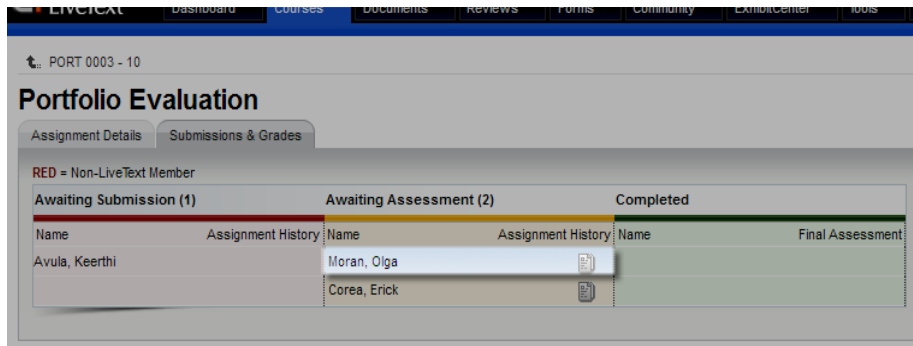 LiveText Dashboard Courses Documents Reviews Forms Community ExhibitCenter Tools
PORT 0003 - 10
Portfolio Evaluation
Assignment Details Submissions & Grades
RED = Non-LiveText Member
Awaiting Submission (1) Awaiting Assessment (2) Completed
Name Assignment History Name Assignment History Name Final Assessment
Avula, Keerthi Moran, Olga
Corea, Erick